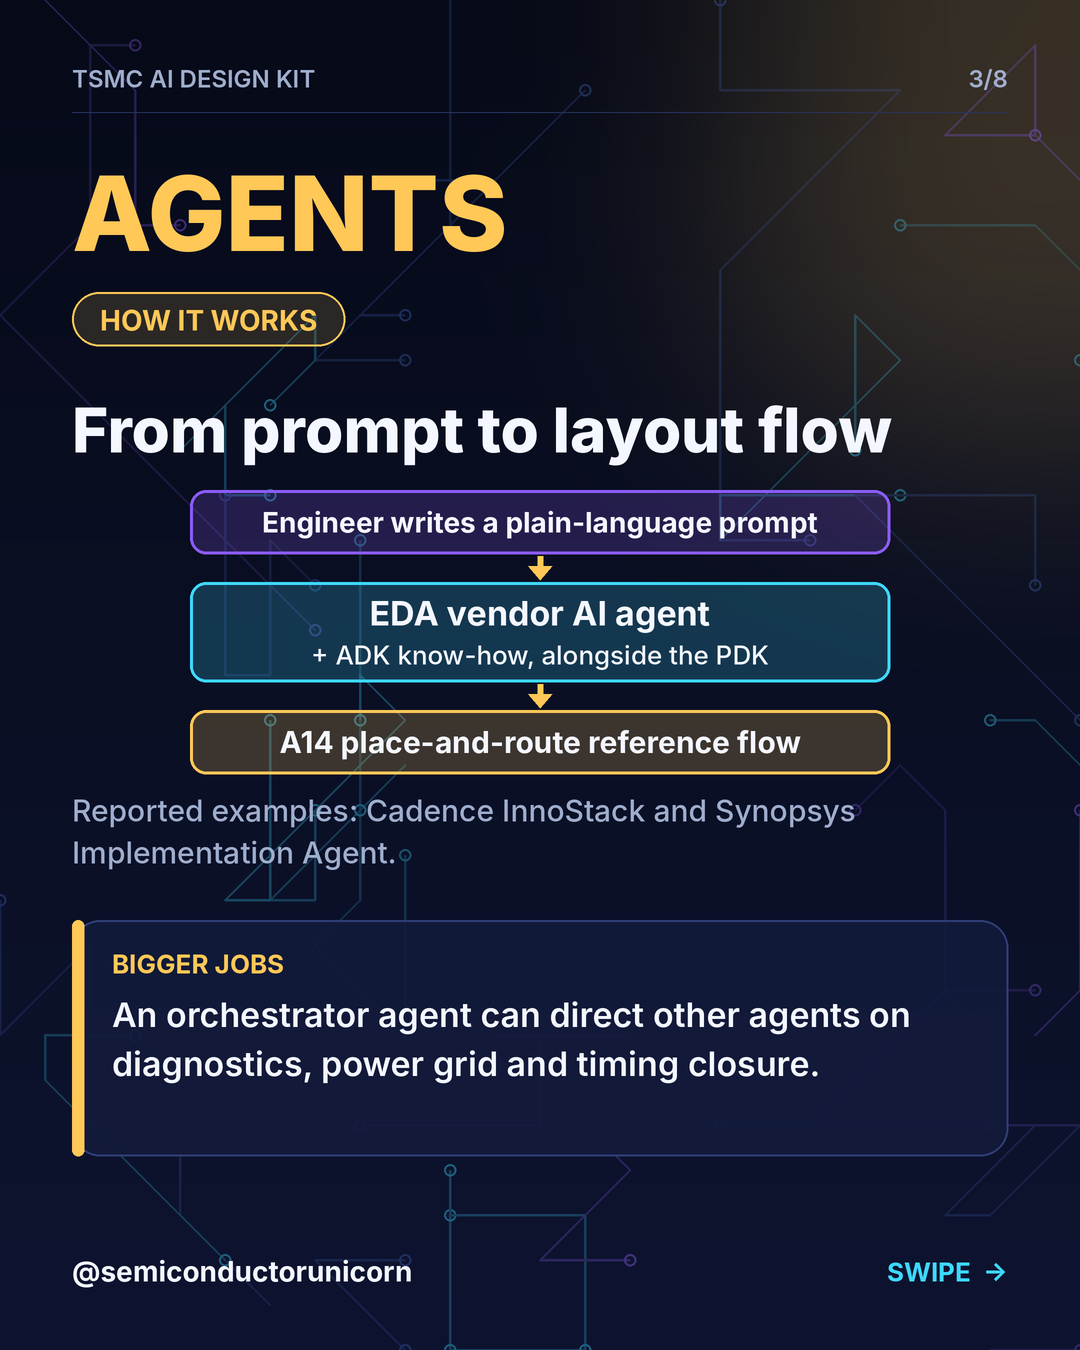 TSMC AI DESIGN KIT
3/8
AGENTS
HOW IT WORKS
From prompt to layout flow
Engineer writes a plain-language prompt
EDA vendor AI agent
+ ADK know-how, alongside the PDK
A14 place-and-route reference flow
Reported examples: Cadence InnoStack and Synopsys
Implementation Agent.
BIGGER JOBS
An orchestrator agent can direct other agents on
diagnostics, power grid and timing closure.
@semiconductorunicorn
SWIPE →